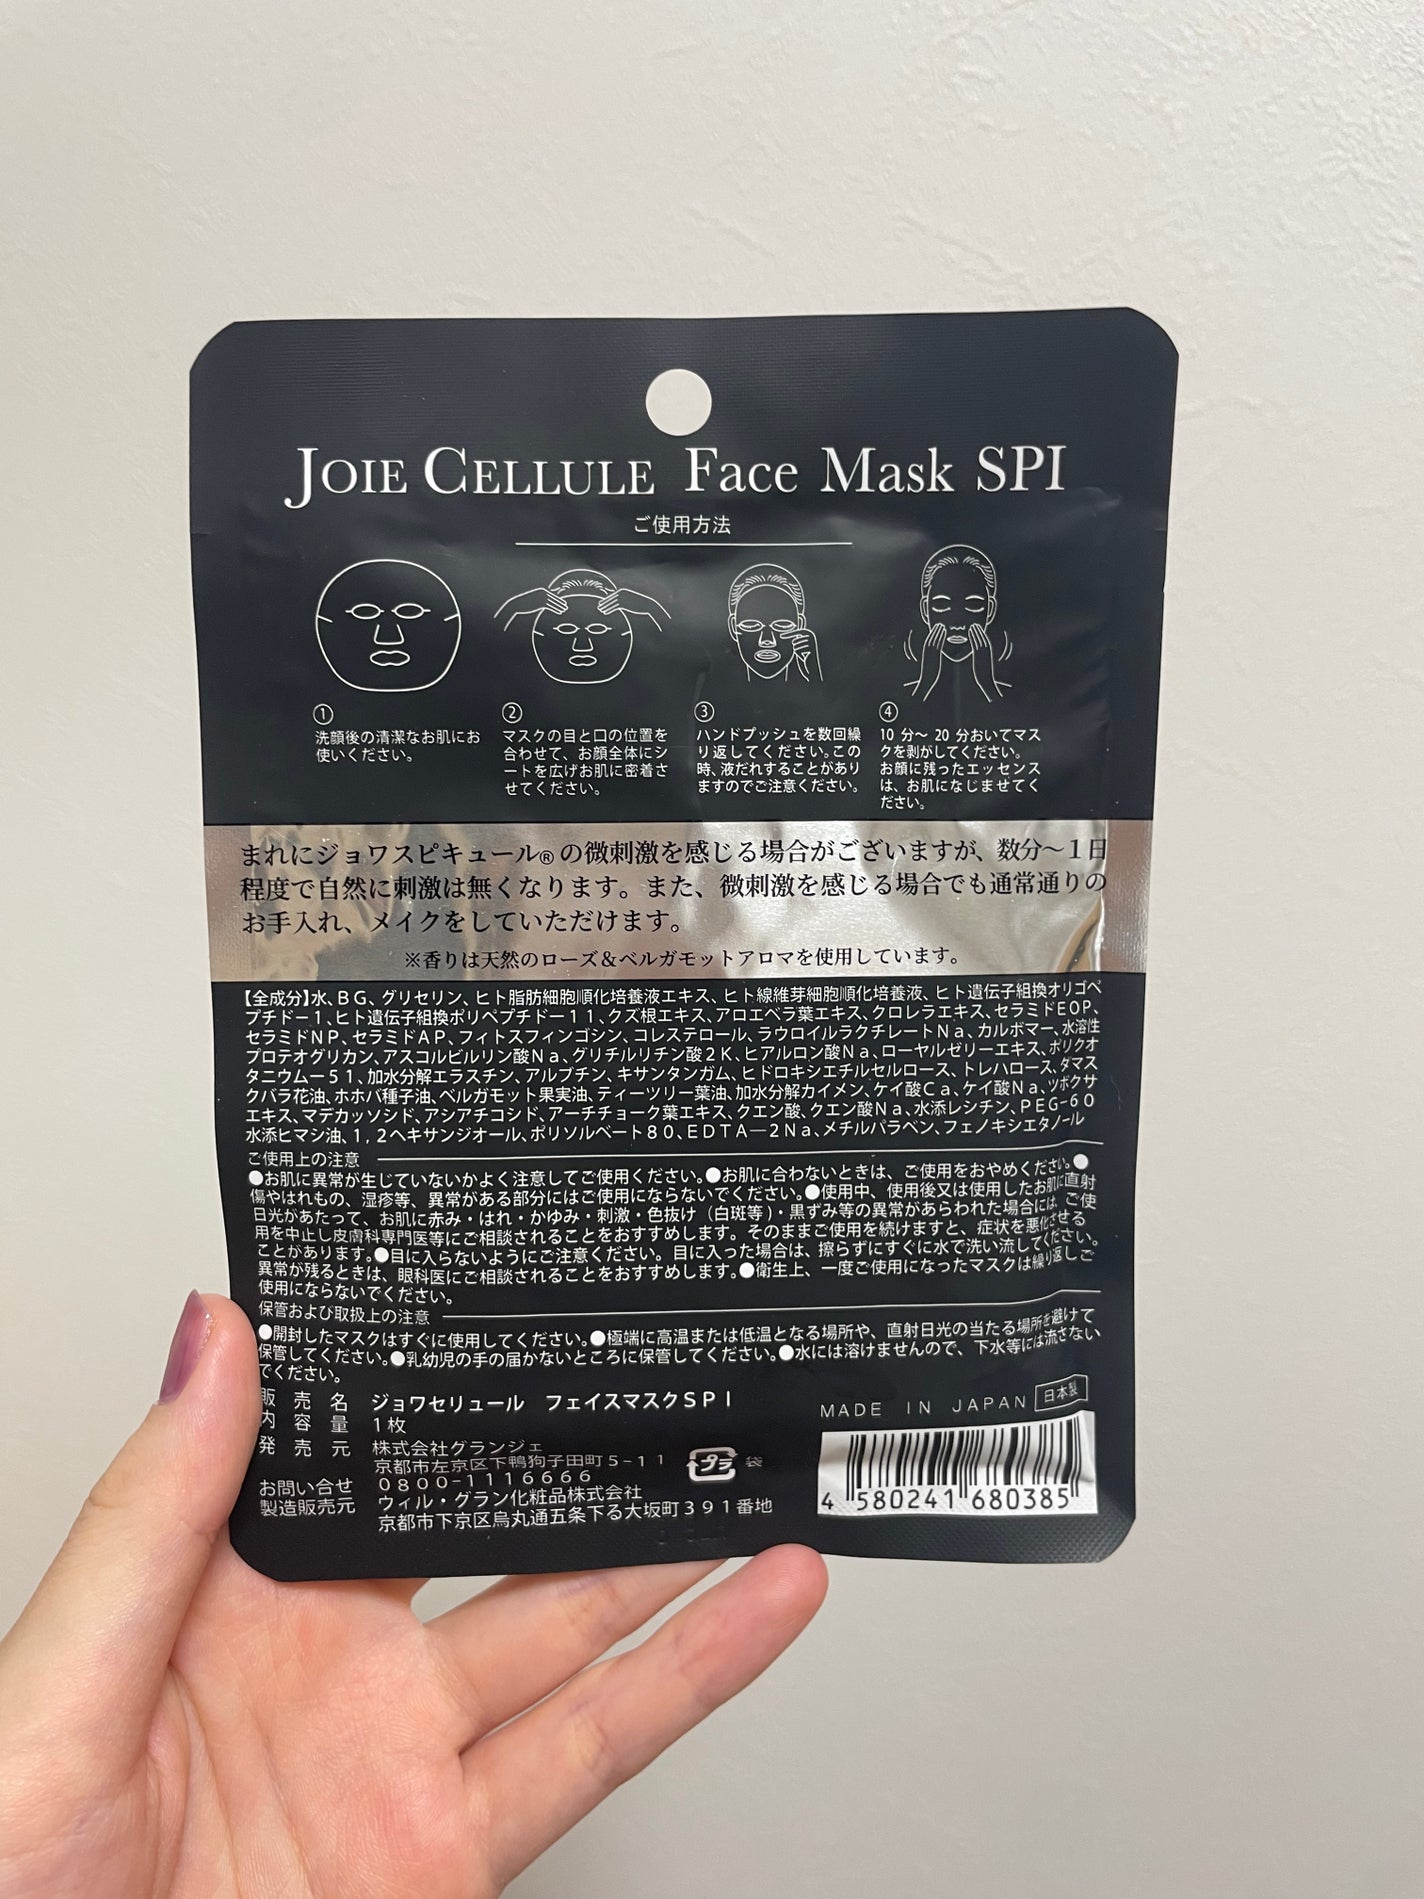 JOIE CELLULE Face Mask SPI
ご使用方法
①
洗顔後の清潔なお肌にお
使いください。
②
マスクの目と口の位置を
合わせて、お顔全体にシ
ートを広げお肌に密着さ
せてください。
③
ハンドプッシュを数回繰
り返してください。この
時、液だれすることがあり
ますのでご注意ください。
④
10 分〜 20 分おいてマス
クを剥がしてください。
お顔に残ったエッセンス
は、お肌になじませてく
ださい。
まれにジョワスピキュール®の微刺激を感じる場合がございますが、数分〜1日
程度で自然に刺激は無くなります。また、微刺激を感じる場合でも通常通りの
お手入れ、メイクをしていただけます。
※香りは天然のローズ&ベルガモットアロマを使用しています。
【全成分】水、BG、グリセリン、ヒト脂肪細胞順化培養液エキス、ヒト線維芽細胞順化培養液、ヒト遺伝子組換オリゴペ
プチドー1、ヒト遺伝子組換ポリペプチドー11、クズ根エキス、アロエベラ葉エキス、クロレラエキス、セラミドEOP、
セラミドNP、セラミドAP、フィトスフィンゴシン、コレステロール、ラウロイルラクチレートNa、カルボマー、水溶性
プロテオグリカン、アスコルビルリン酸Na、グリチルリチン酸2K、ヒアルロン酸Na、ローヤルゼリーエキス、ポリクオ
タニウムー51、加水分解エラスチン、アルブチン、キサンタンガム、ヒドロキシエチルセルロース、トレハロース、ダマス
クバラ花油、ホホバ種子油、ベルガモット果実油、ティーツリー葉油、加水分解カイメン、ケイ酸Ca、ケイ酸Na、ツボクサ
エキス、マデカッソシド、アシアチコシド、アーチチョーク葉エキス、クエン酸、クエン酸Na、水添レシチン、PEG-60
水添ヒマシ油、1,2ヘキサンジオール、ポリソルベート80、EDTA―2Na、メチルパラベン、フェノキシエタノール
ご使用上の注意
●お肌に異常が生じていないかよく注意してご使用ください。●お肌に合わないときは、ご使用をおやめください。●
傷やはれもの、湿疹等、異常がある部分にはご使用にならないでください。●使用中、使用後又は使用したお肌に直射
日光があたって、お肌に赤み・はれ・かゆみ・刺激・色抜け（白斑等）・黒ずみ等の異常があらわれた場合には、ご使
用を中止し皮膚科専門医等にご相談されることをおすすめします。そのままご使用を続けますと、症状を悪化させる
ことがあります。●目に入らないようにご注意ください。目に入った場合は、擦らずにすぐに水で洗い流してください。
異常が残るときは、眼科医にご相談されることをおすすめします。●衛生上、一度ご使用になったマスクは繰り返しご
使用にならないでください。
保管および取扱上の注意
●開封したマスクはすぐに使用してください。●極端に高温または低温となる場所や、直射日光の当たる場所を避けて
保管してください。●乳幼児の手の届かないところに保管してください。●水には溶けませんので、下水等には流さない
でください。
販売名 ジョワセリュール フェイスマスクSPI
内容量 1枚
発売元 株式会社グランジェ
京都市左京区下鴨狗子田町5-11
お問い合せ 0800-1116666
製造販売元 ウィル・グラン化粧品株式会社
京都市下京区烏丸通五条下る大坂町391番地
プラ 袋
MADE IN JAPAN 日本製
4 580241 680385